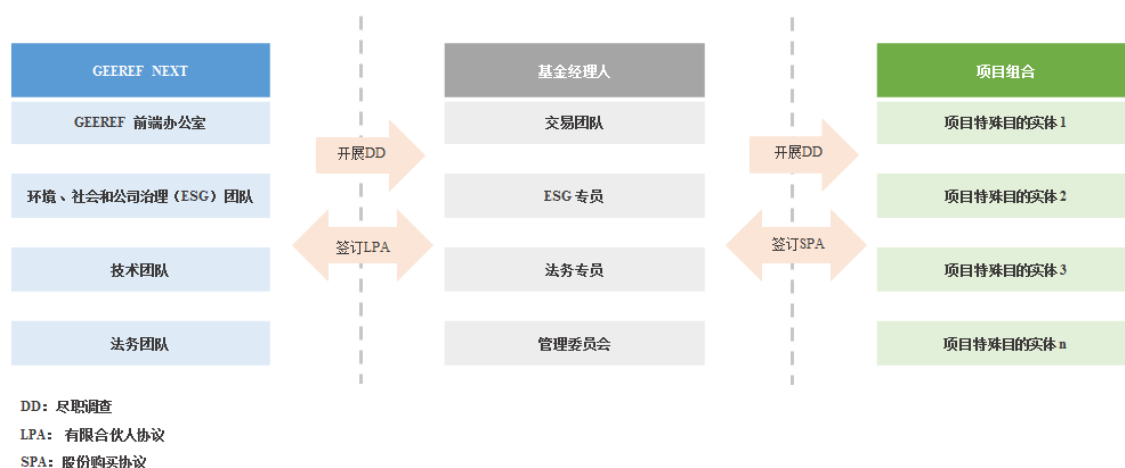 GEEREF NEXT
基金经理人
项目组合
GEEREF 前端办公室
交易团队
项目特殊目的实体1
开展DD
开展DD
环境、社会和公司治理（ESG）团队
ESG 专员
项目特殊目的实体2
签订LPA
签订SPA
技术团队
法务专员
项目特殊目的实体3
法务团队
管理委员会
项目特殊目的实体n
DD：尽职调查
LPA： 有限合伙人协议
SPA：股份购买协议